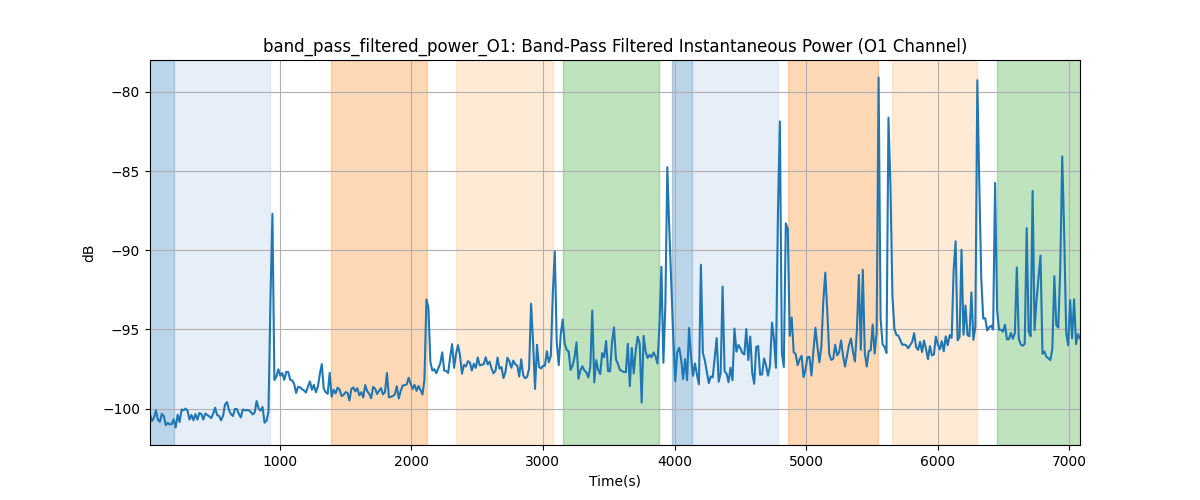 band_pass_filtered_power_O1: Band-Pass Filtered Instantaneous Power (O1 Channel)
−80
−85
−90
−95
−100
dB
1000 2000 3000 4000 5000 6000 7000
Time(s)